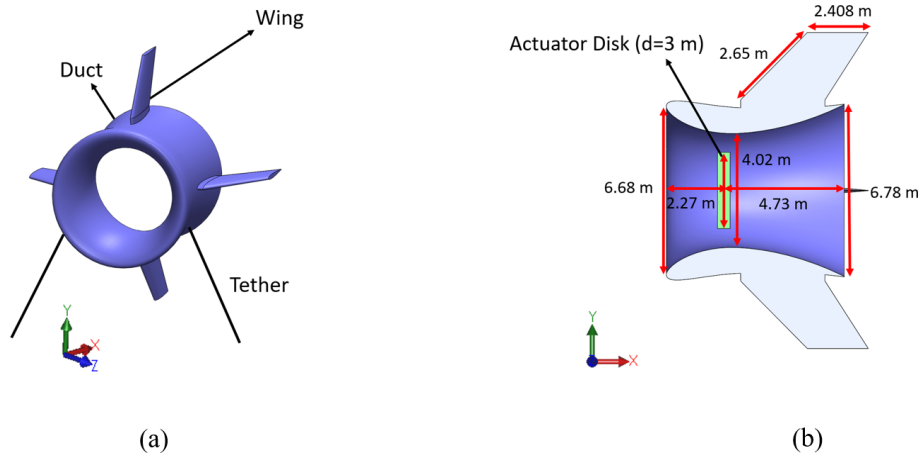 Wing
Duct
Tether
Y
X
Z
(a)
2.408 m
Actuator Disk (d=3 m)
2.65 m
4.02 m
6.68 m
6.78 m
2.27 m
4.73 m
Y
X
(b)